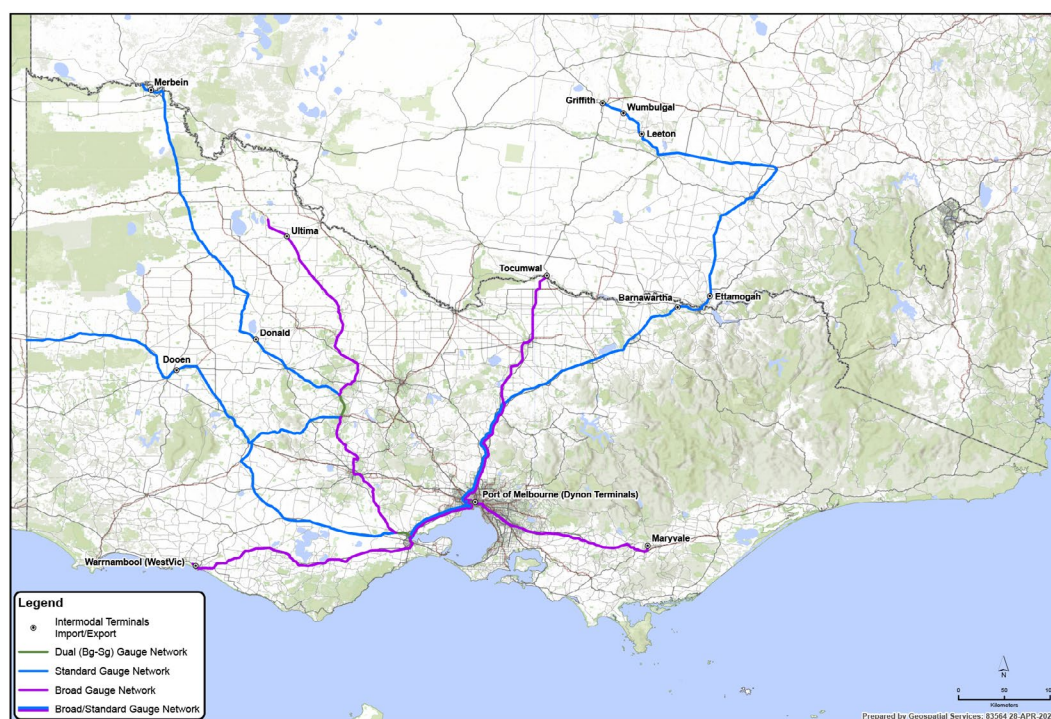 Merbein
Griffith
Wumbulgal
Leeton
Ultima
Tocumwal
Barnawartha
Ettamogah
Donald
Dooen
Port of Melbourne (Dynon Terminals)
Maryvale
Warrnambool (WestVic)
Legend
Intermodal Terminals
Import/Export
Dual (Bg-Sg) Gauge Network
Standard Gauge Network
Broad Gauge Network
Broad/Standard Gauge Network
N
0 50 10
Kilometers
Prepared by Geospatial Services: 83564 28-APR-202